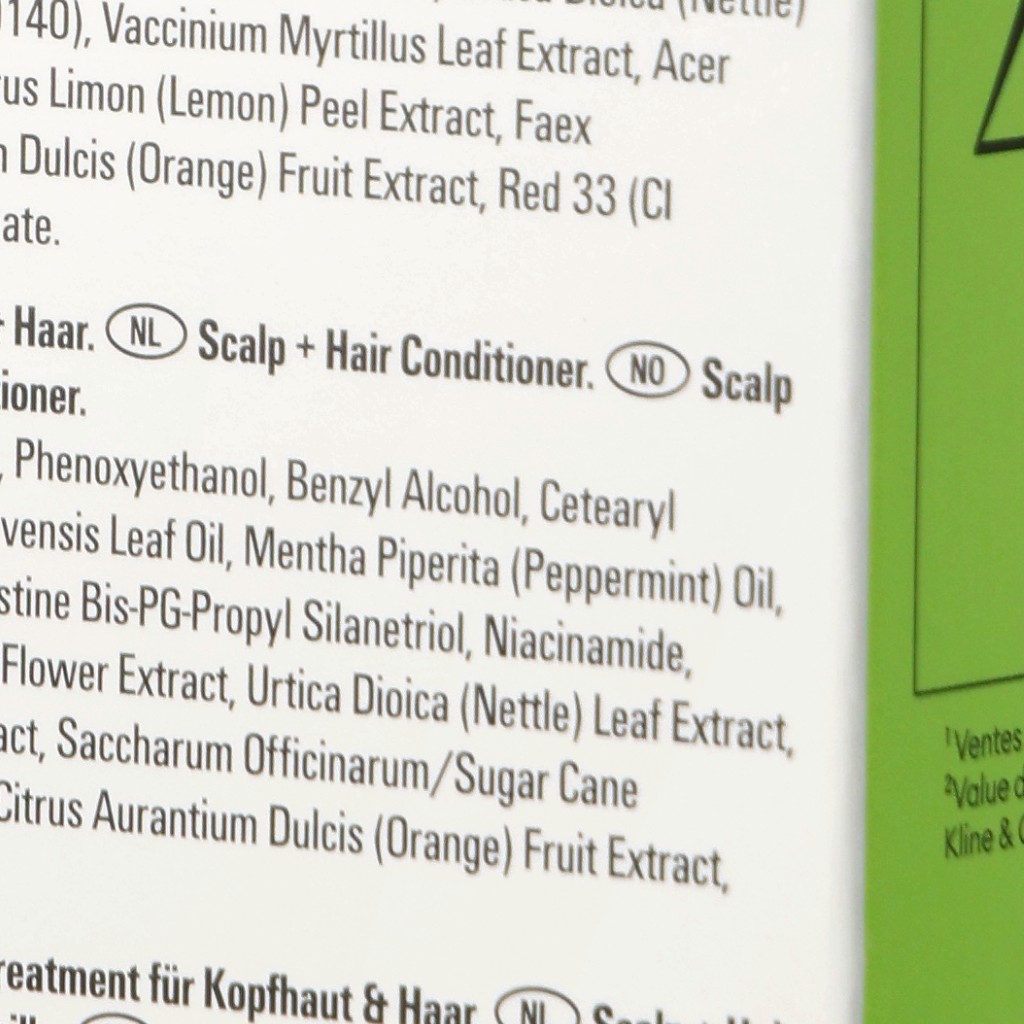 (Nettle)
140), Vaccinium Myrtillus Leaf Extract, Acer
us Limon (Lemon) Peel Extract, Faex
Dulcis (Orange) Fruit Extract, Red 33 (CI
ate.
Haar. NL Scalp + Hair Conditioner. NO Scalp
ioner.
, Phenoxyethanol, Benzyl Alcohol, Cetearyl
vensis Leaf Oil, Mentha Piperita (Peppermint) Oil,
stine Bis-PG-Propyl Silanetriol, Niacinamide,
Flower Extract, Urtica Dioica (Nettle) Leaf Extract,
act, Saccharum Officinarum/Sugar Cane
Citrus Aurantium Dulcis (Orange) Fruit Extract,
reatment für Kopfhaut & Haar NL
¹Ventes
²Value d
Kline &